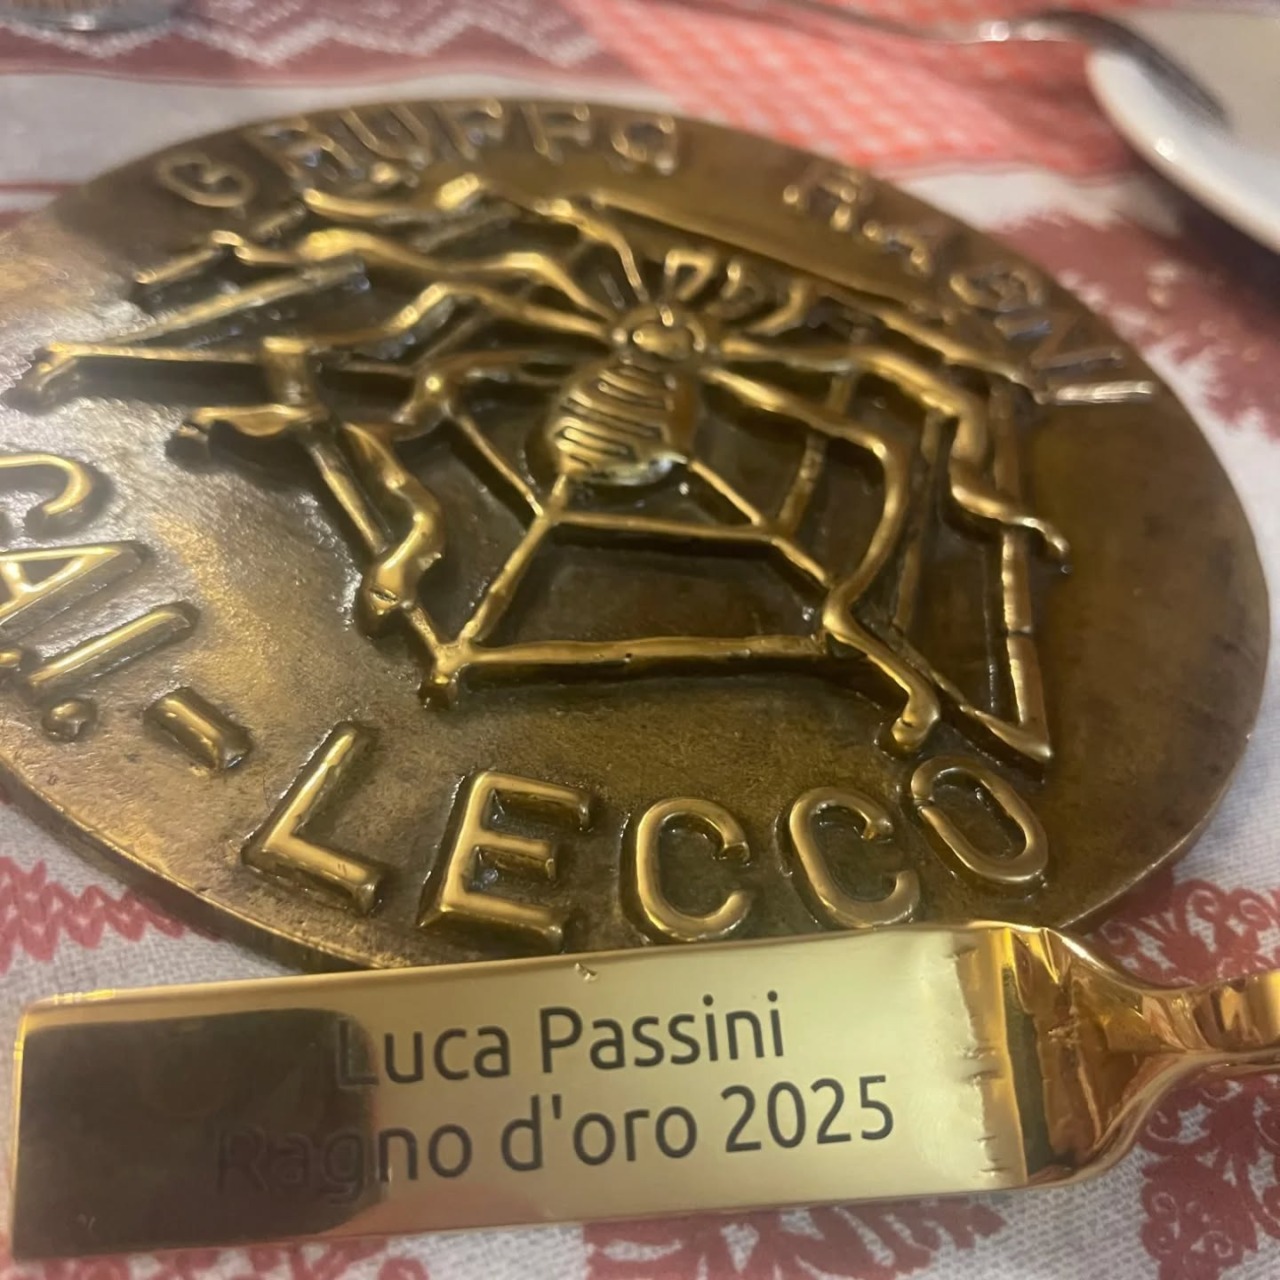 GRUPPO RAGNI
C.A.I. - LECCO
Luca Passini
Ragno d'oro 2025